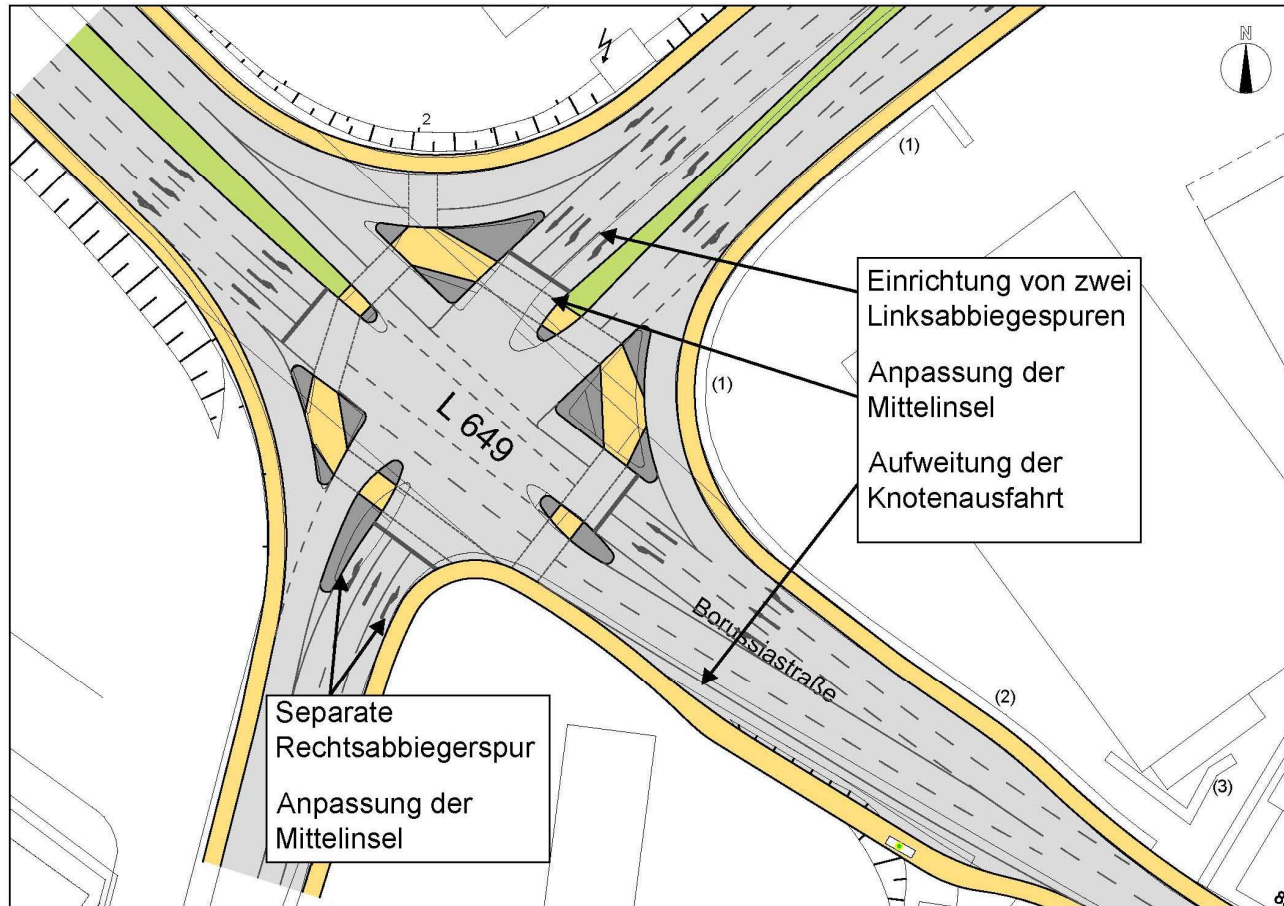 N
2
(1)
Einrichtung von zwei
Linksabbiegespuren
Anpassung der
Mittelinsel
Aufweitung der
Knotenausfahrt
(1)
L 649
Borussiastraße
(2)
Separate
Rechtsabbiegerspur
Anpassung der
Mittelinsel
(3)